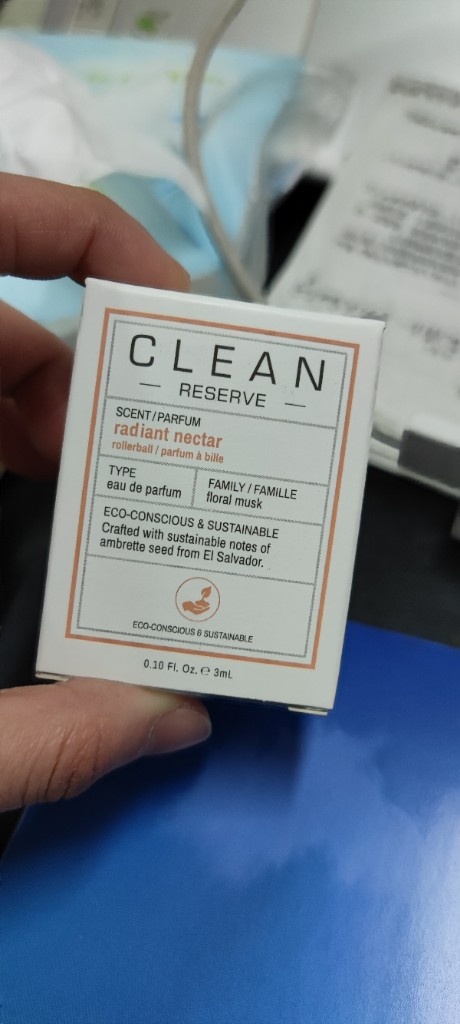 CLEAN
— RESERVE —
SCENT / PARFUM
radiant nectar
rollerball / parfum à bille
TYPE
eau de parfum
FAMILY / FAMILLE
floral musk
ECO-CONSCIOUS & SUSTAINABLE
Crafted with sustainable notes of
ambrette seed from El Salvador.
ECO-CONSCIOUS & SUSTAINABLE
0.10 Fl. Oz. ℮ 3mL